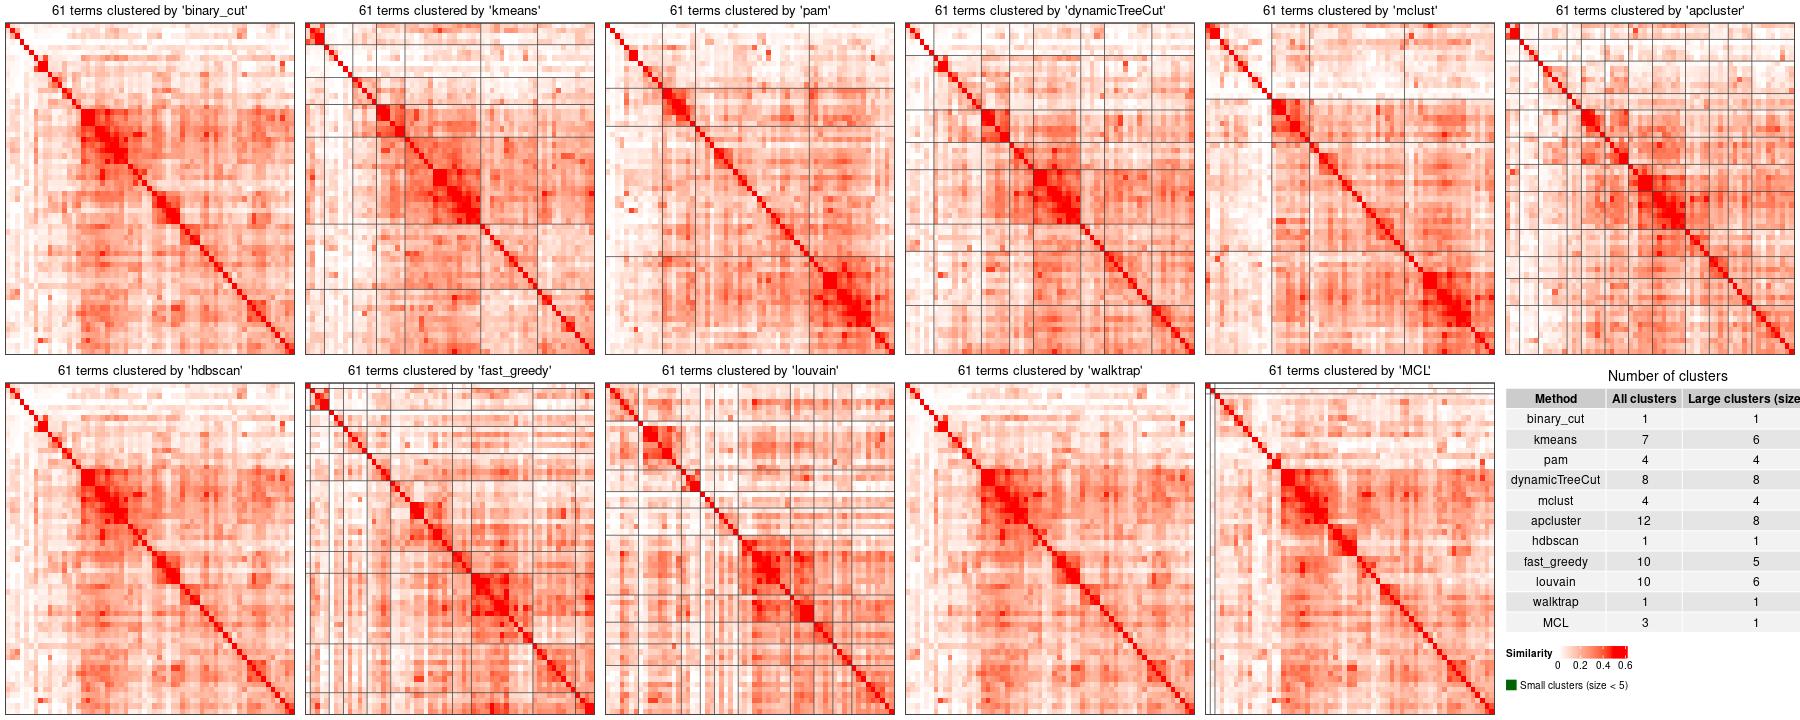 61 terms clustered by 'binary_cut'
61 terms clustered by 'kmeans'
61 terms clustered by 'pam'
61 terms clustered by 'dynamicTreeCut'
61 terms clustered by 'mclust'
61 terms clustered by 'apcluster'
61 terms clustered by 'hdbscan'
61 terms clustered by 'fast_greedy'
61 terms clustered by 'louvain'
61 terms clustered by 'walktrap'
61 terms clustered by 'MCL'
Number of clusters
Method All clusters Large clusters (size
binary_cut 1 1
kmeans 7 6
pam 4 4
dynamicTreeCut 8 8
mclust 4 4
apcluster 12 8
hdbscan 1 1
fast_greedy 10 5
louvain 10 6
walktrap 1 1
MCL 3 1
Similarity
0 0.2 0.4 0.6
Small clusters (size < 5)